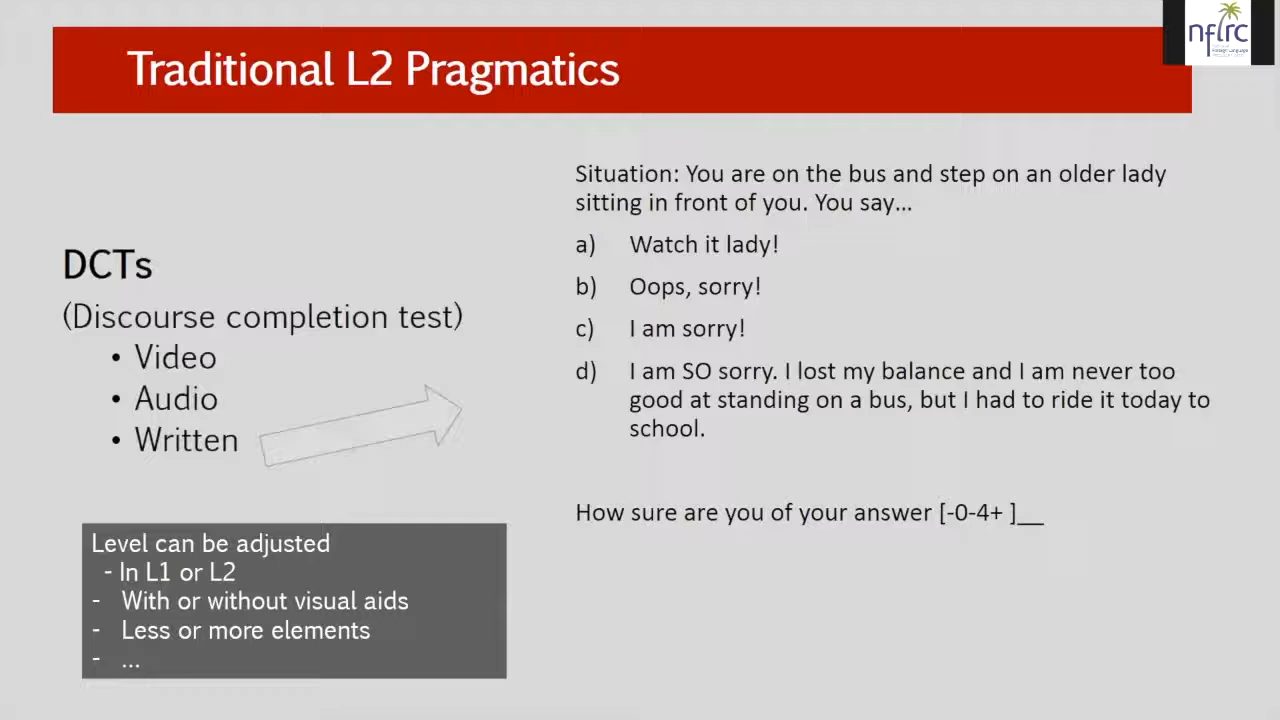 nflrc
Traditional L2 Pragmatics
DCTs
(Discourse completion test)
• Video
• Audio
• Written
Level can be adjusted
- In L1 or L2
- With or without visual aids
- Less or more elements
- ...
Situation: You are on the bus and step on an older lady
sitting in front of you. You say...
a) Watch it lady!
b) Oops, sorry!
c) I am sorry!
d) I am SO sorry. I lost my balance and I am never too
good at standing on a bus, but I had to ride it today to
school.
How sure are you of your answer [-0-4+ ]__